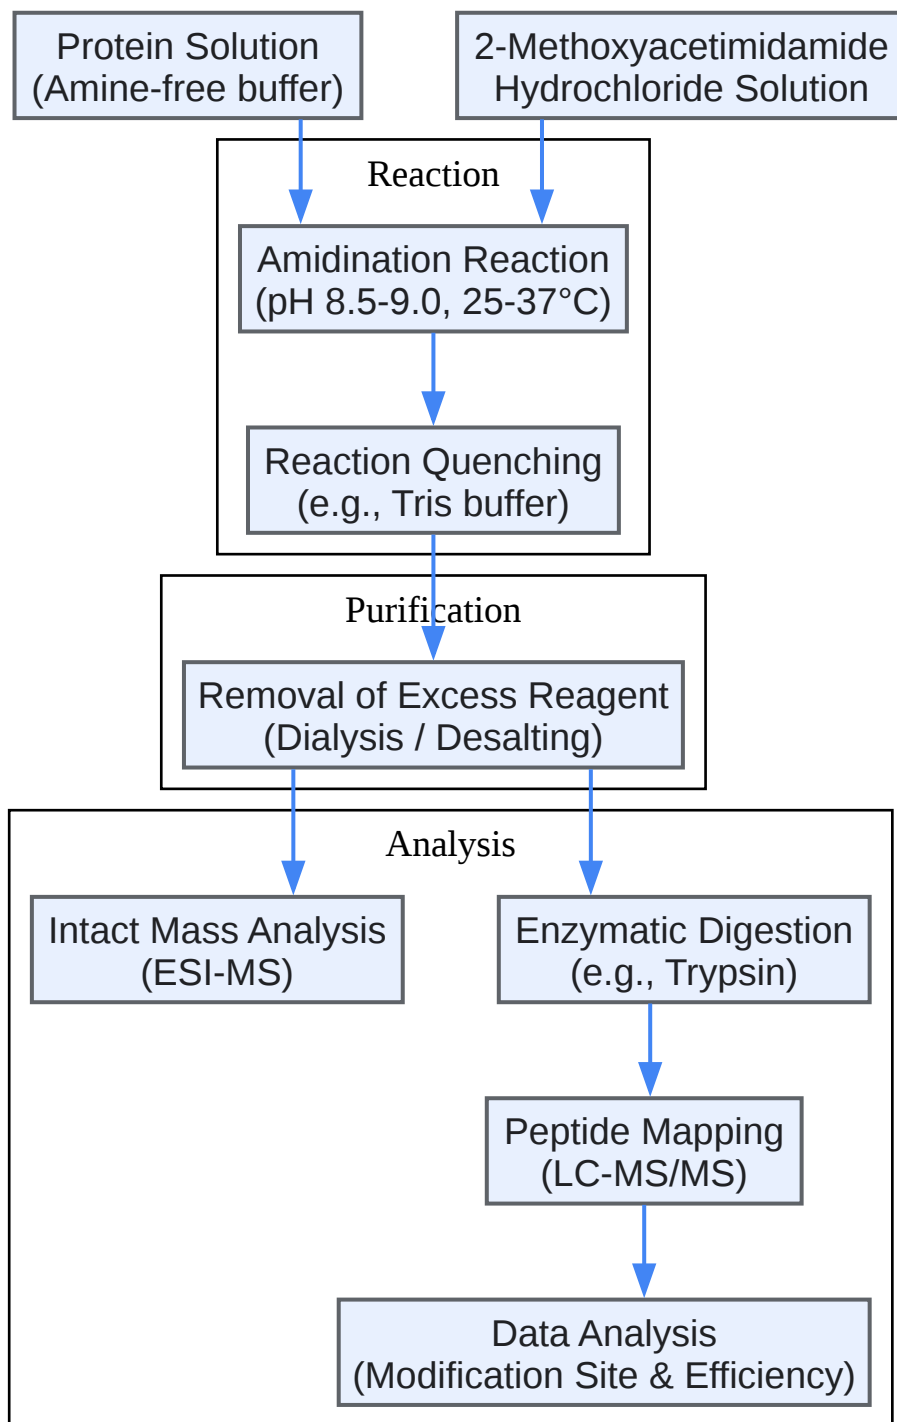 Protein Solution
(Amine-free buffer)
2-Methoxyacetimidamide
Hydrochloride Solution
Reaction
Amidination Reaction
(pH 8.5-9.0, 25-37°C)
Reaction Quenching
(e.g., Tris buffer)
Purification
Removal of Excess Reagent
(Dialysis / Desalting)
Analysis
Intact Mass Analysis
(ESI-MS)
Enzymatic Digestion
(e.g., Trypsin)
Peptide Mapping
(LC-MS/MS)
Data Analysis
(Modification Site & Efficiency)